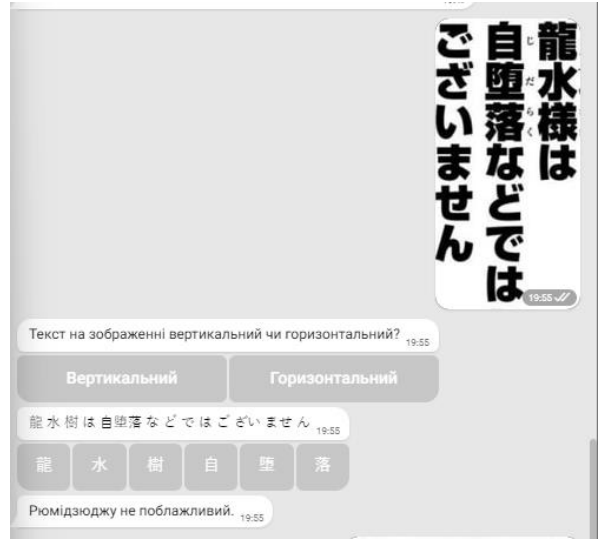 龍水様は
自堕落などでは
じだらく
ございません
19:55
Текст на зображенні вертикальний чи горизонтальний? 19:55
Вертикальний Горизонтальний
龍 水 樹 は 自堕落 な ど で は ご ざい ませ ん 19:55
龍 水 樹 自 堕 落
Рюмідзюджу не поблажливий. 19:55